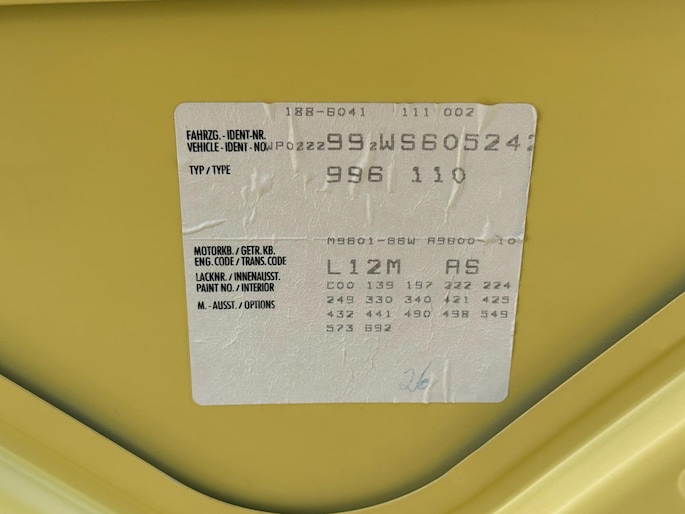 188-6041 111 002
FAHRZG. - IDENT-NR.
VEHICLE - IDENT - NO. WP0ZZZ99ZWS605242
TYP / TYPE 996 110
M9601-66W A9600- 10
MOTORKB. / GETR. KB.
ENG. CODE / TRANS. CODE L12M AS
LACKNR. / INNENAUSST.
PAINT NO. / INTERIOR C00 139 197 222 224
249 330 340 421 425
M. - AUSST. / OPTIONS
432 441 490 498 549
573 692
26